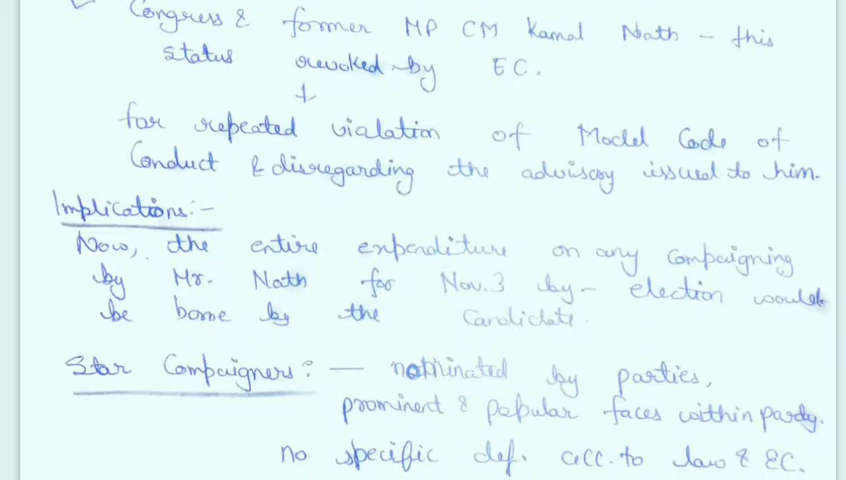 Congress & former MP CM Kamal Nath - this
status revoked by EC.
↓
for repeated vialation of Model Code of
Conduct & disregarding the advisory issued to him.
Implications:-
Now, the entire expenditure on any compaigning
by Mr. Nath for Nov.3 by-election would
be borne by the Candidate.
Star Compaigners:- nominated by parties,
prominent & popular faces within party.
no specific def. acc. to law & EC.